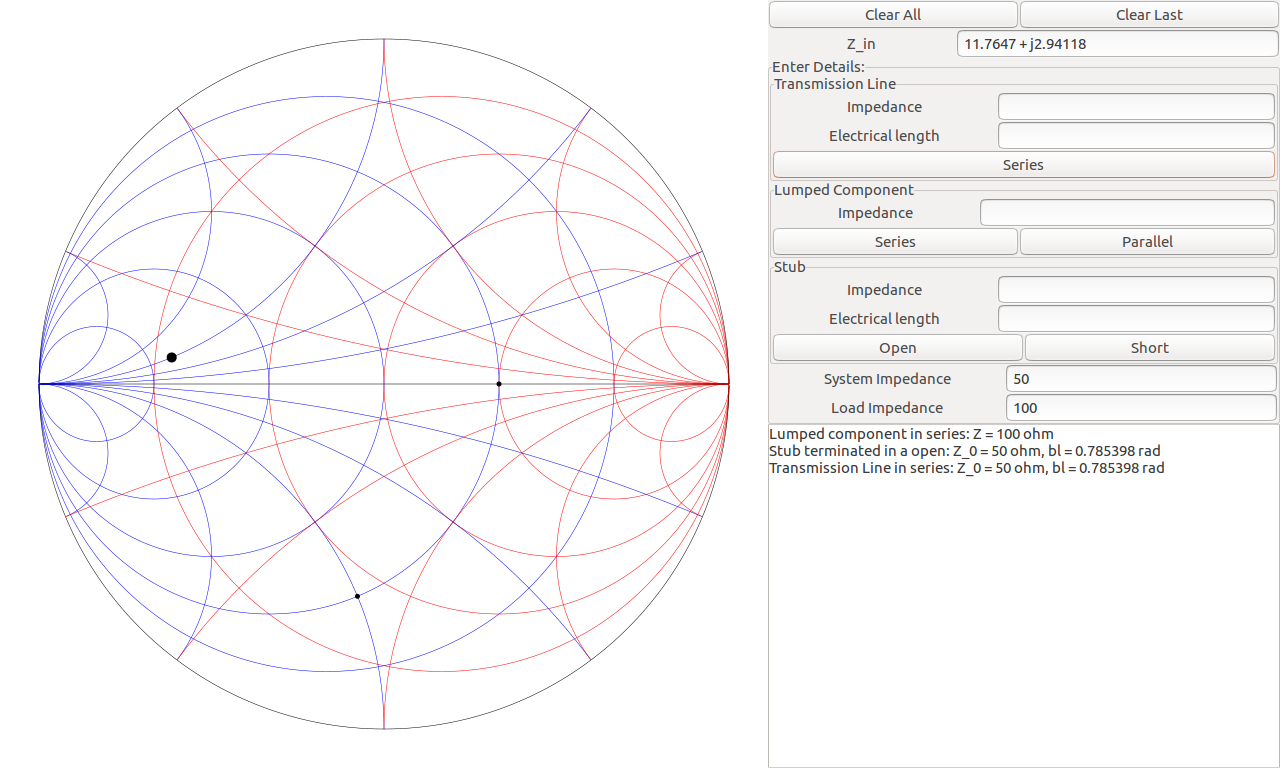 Clear All Clear Last
Z_in 11.7647 + j2.94118
Enter Details:
Transmission Line
Impedance
Electrical length
Series
Lumped Component
Impedance
Series Parallel
Stub
Impedance
Electrical length
Open Short
System Impedance 50
Load Impedance 100
Lumped component in series: Z = 100 ohm
Stub terminated in a open: Z_0 = 50 ohm, bl = 0.785398 rad
Transmission Line in series: Z_0 = 50 ohm, bl = 0.785398 rad